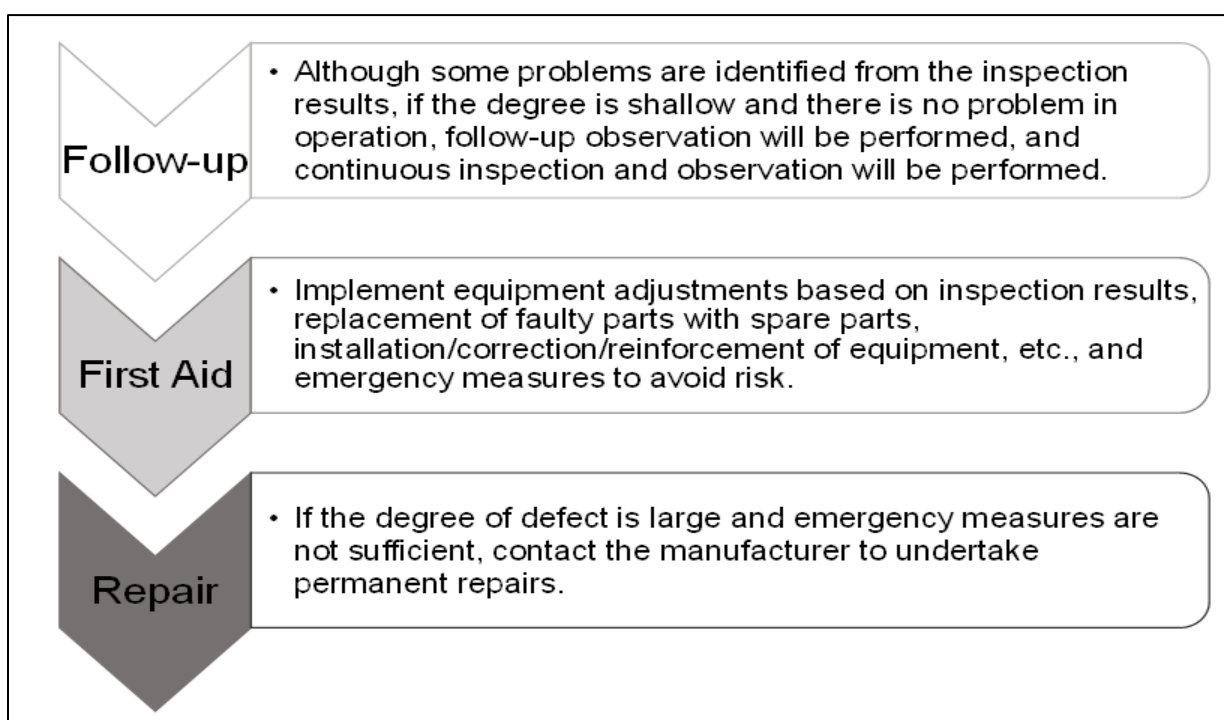 Follow-up
• Although some problems are identified from the inspection
results, if the degree is shallow and there is no problem in
operation, follow-up observation will be performed, and
continuous inspection and observation will be performed.
First Aid
• Implement equipment adjustments based on inspection results,
replacement of faulty parts with spare parts,
installation/correction/reinforcement of equipment, etc., and
emergency measures to avoid risk.
Repair
• If the degree of defect is large and emergency measures are
not sufficient, contact the manufacturer to undertake
permanent repairs.